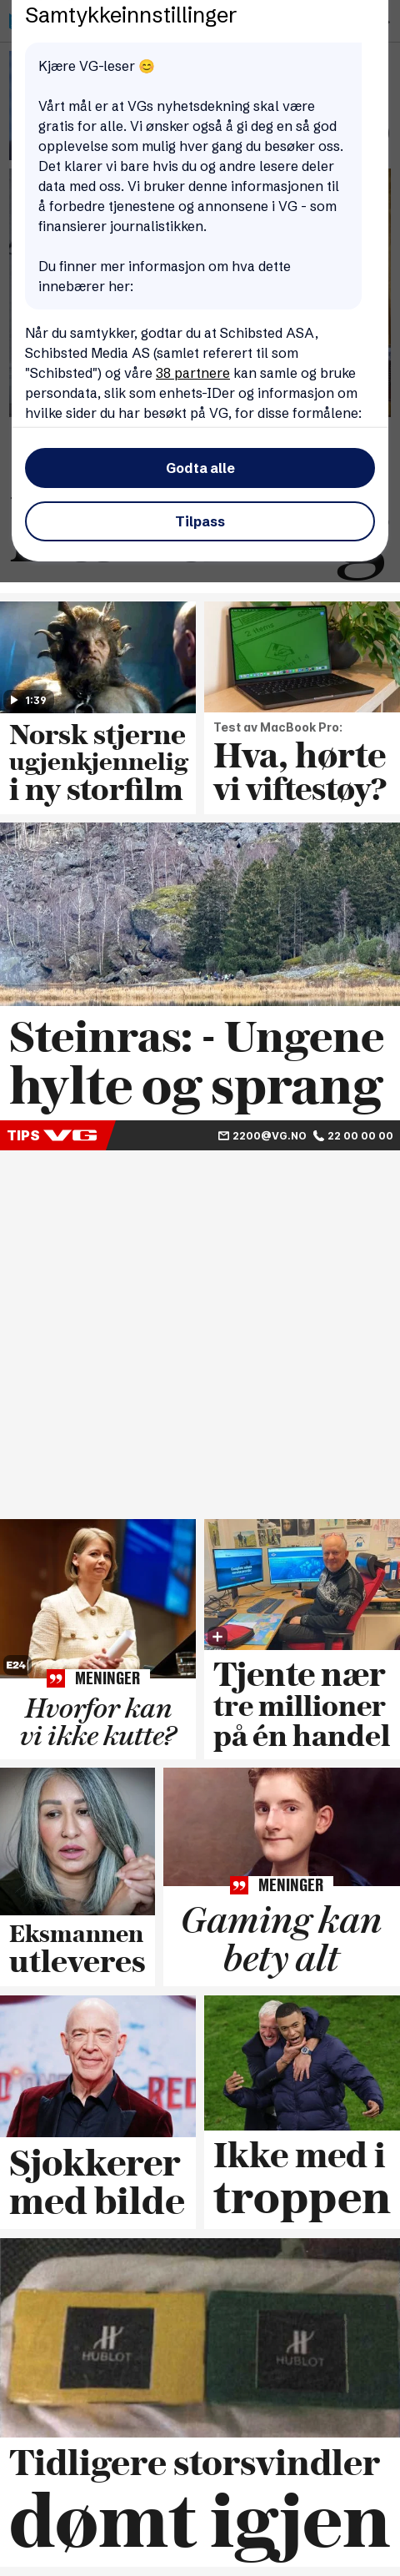 Samtykkeinnstillinger
Kjære VG-leser 😊
Vårt mål er at VGs nyhetsdekning skal være
gratis for alle. Vi ønsker også å gi deg en så god
opplevelse som mulig hver gang du besøker oss.
Det klarer vi bare hvis du og andre lesere deler
data med oss. Vi bruker denne informasjonen til
å forbedre tjenestene og annonsene i VG - som
finansierer journalistikken.
Du finner mer informasjon om hva dette
innebærer her:
Når du samtykker, godtar du at Schibsted ASA,
Schibsted Media AS (samlet referert til som
"Schibsted") og våre 38 partnere kan samle og bruke
persondata, slik som enhets-IDer og informasjon om
hvilke sider du har besøkt på VG, for disse formålene:
Godta alle
Tilpass
1:39
Norsk stjerne
ugjenkjennelig
i ny storfilm
Test av MacBook Pro:
Hva, hørte
vi viftestøy?
Steinras: - Ungene
hylte og sprang
TIPS VG 2200@VG.NO 22 00 00 00
E24
MENINGER
Hvorfor kan
vi ikke kutte?
Tjente nær
tre millioner
på én handel
Eksmannen
utleveres
MENINGER
Gaming kan
bety alt
RED
Sjokkerer
med bilde
Ikke med i
troppen
HUBLOT
HUBLOT
Tidligere storsvindler
dømt igjen